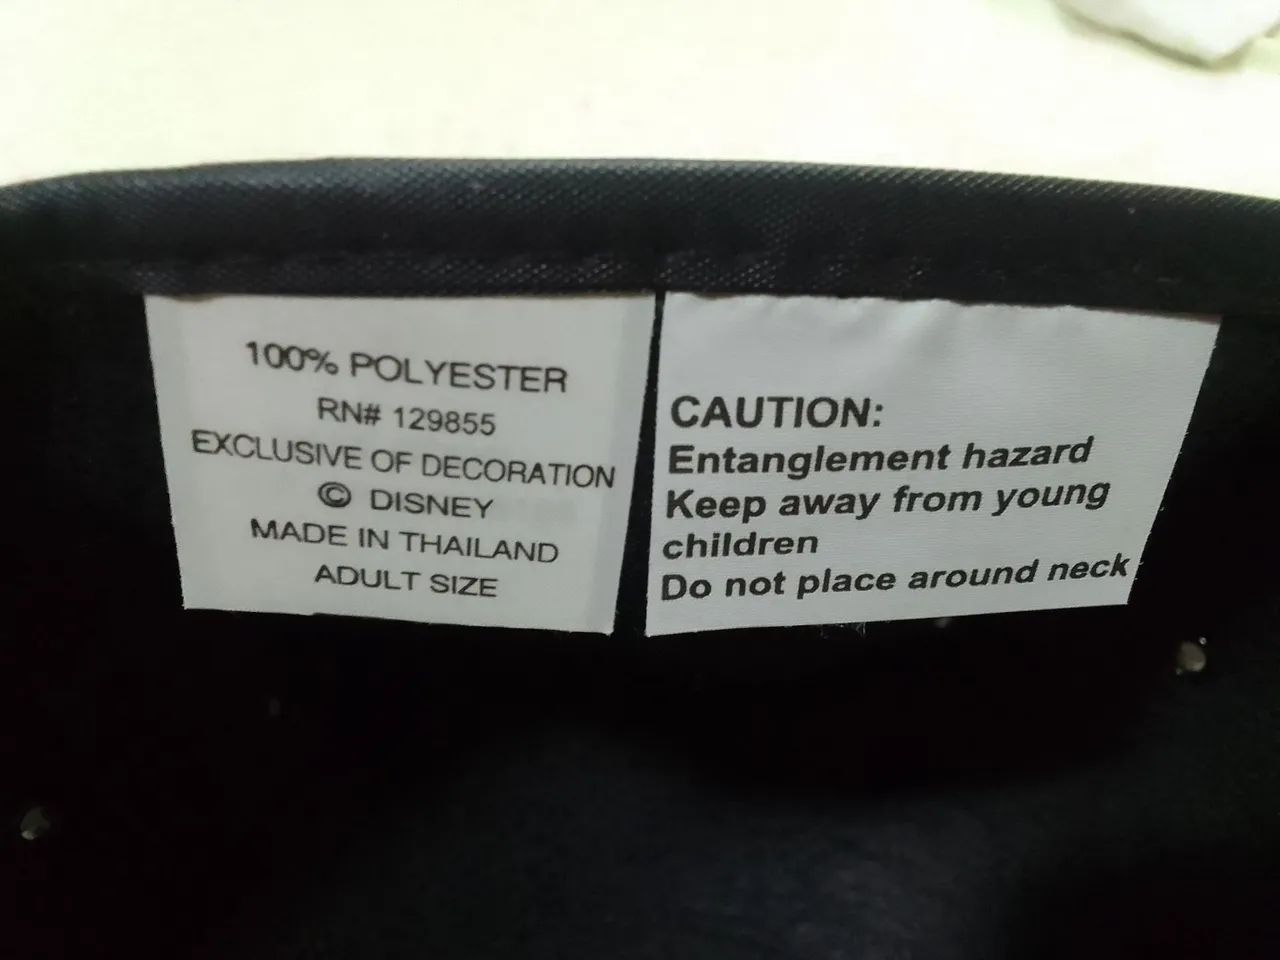 100% POLYESTER
RN# 129855
EXCLUSIVE OF DECORATION
© DISNEY
MADE IN THAILAND
ADULT SIZE
CAUTION:
Entanglement hazard
Keep away from young
children
Do not place around neck